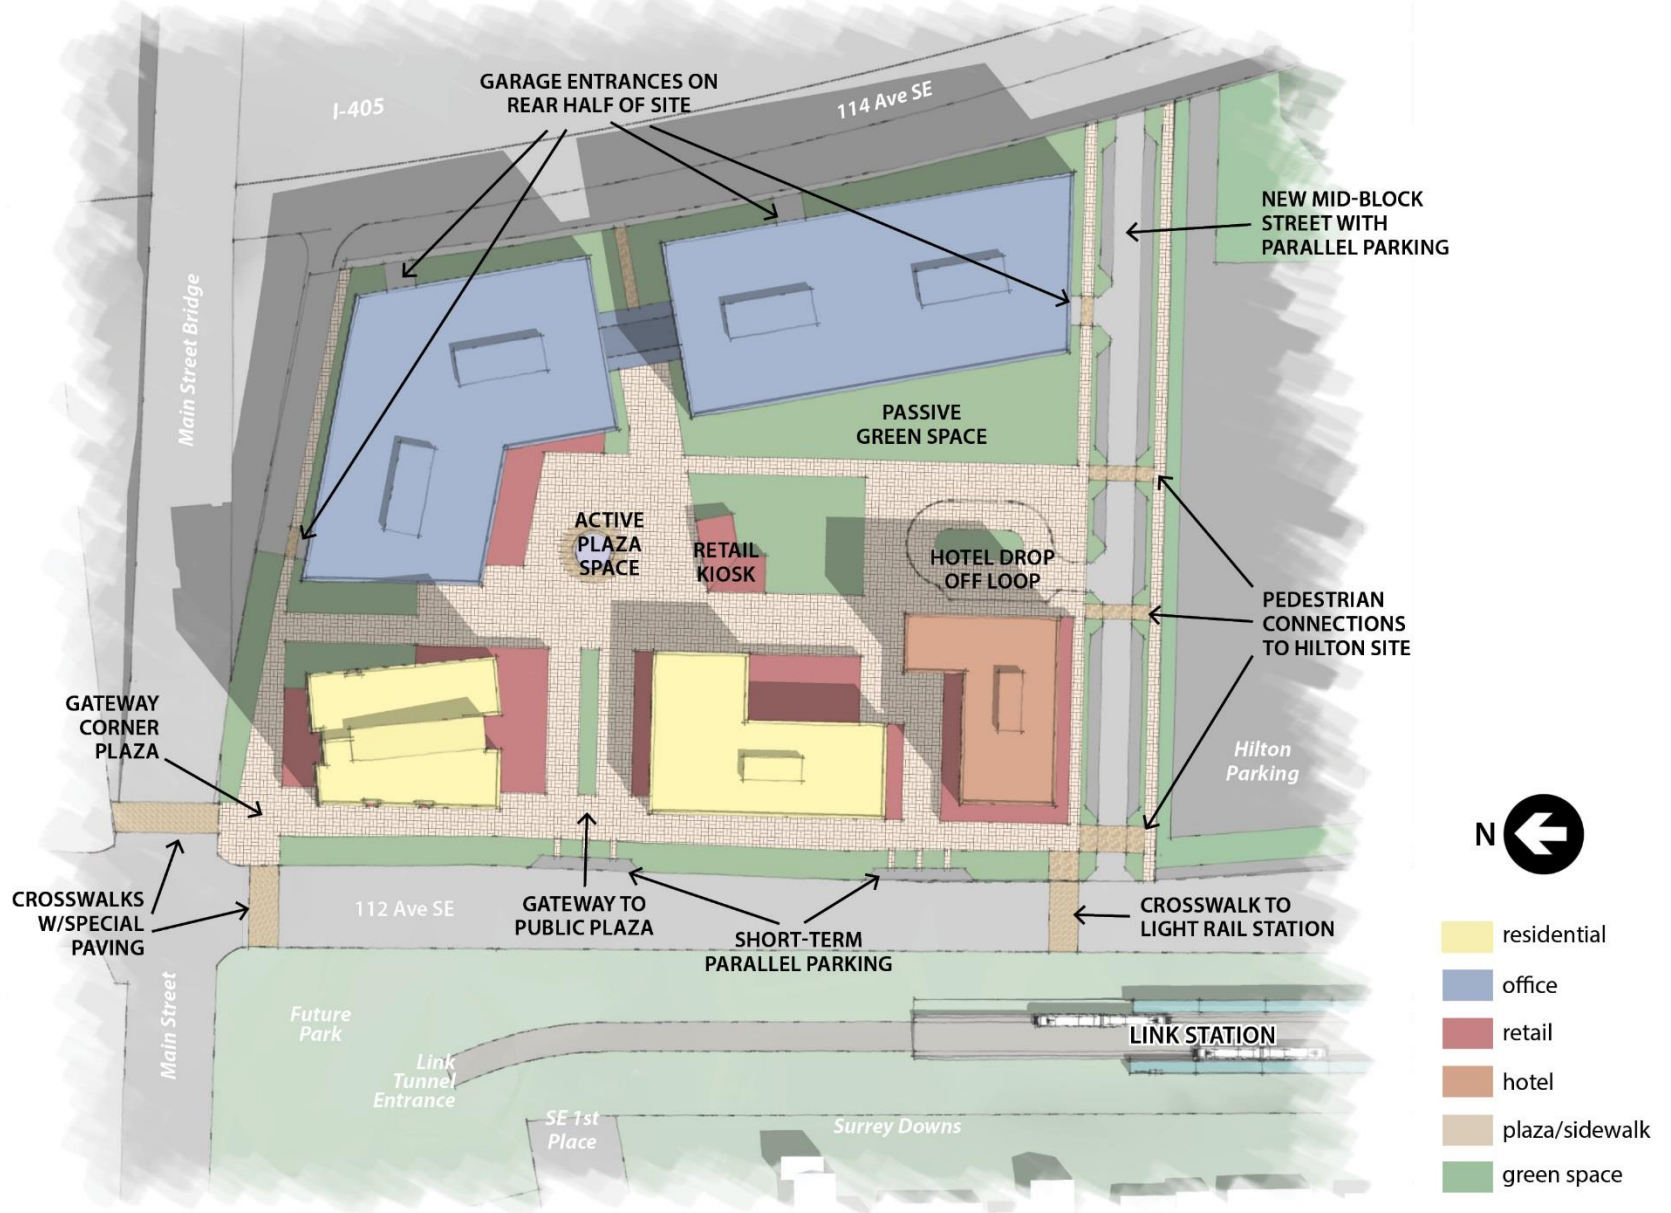 GARAGE ENTRANCES ON
REAR HALF OF SITE
I-405
114 Ave SE
NEW MID-BLOCK
STREET WITH
PARALLEL PARKING
Main Street Bridge
PASSIVE
GREEN SPACE
ACTIVE
PLAZA
SPACE
RETAIL
KIOSK
HOTEL DROP
OFF LOOP
PEDESTRIAN
CONNECTIONS
TO HILTON SITE
GATEWAY
CORNER
PLAZA
Hilton
Parking
N
CROSSWALKS
W/SPECIAL
PAVING
112 Ave SE
GATEWAY TO
PUBLIC PLAZA
SHORT-TERM
PARALLEL PARKING
CROSSWALK TO
LIGHT RAIL STATION
residential
office
retail
hotel
plaza/sidewalk
green space
Main Street
Future
Park
Link
Tunnel
Entrance
LINK STATION
SE 1st
Place
Surrey Downs